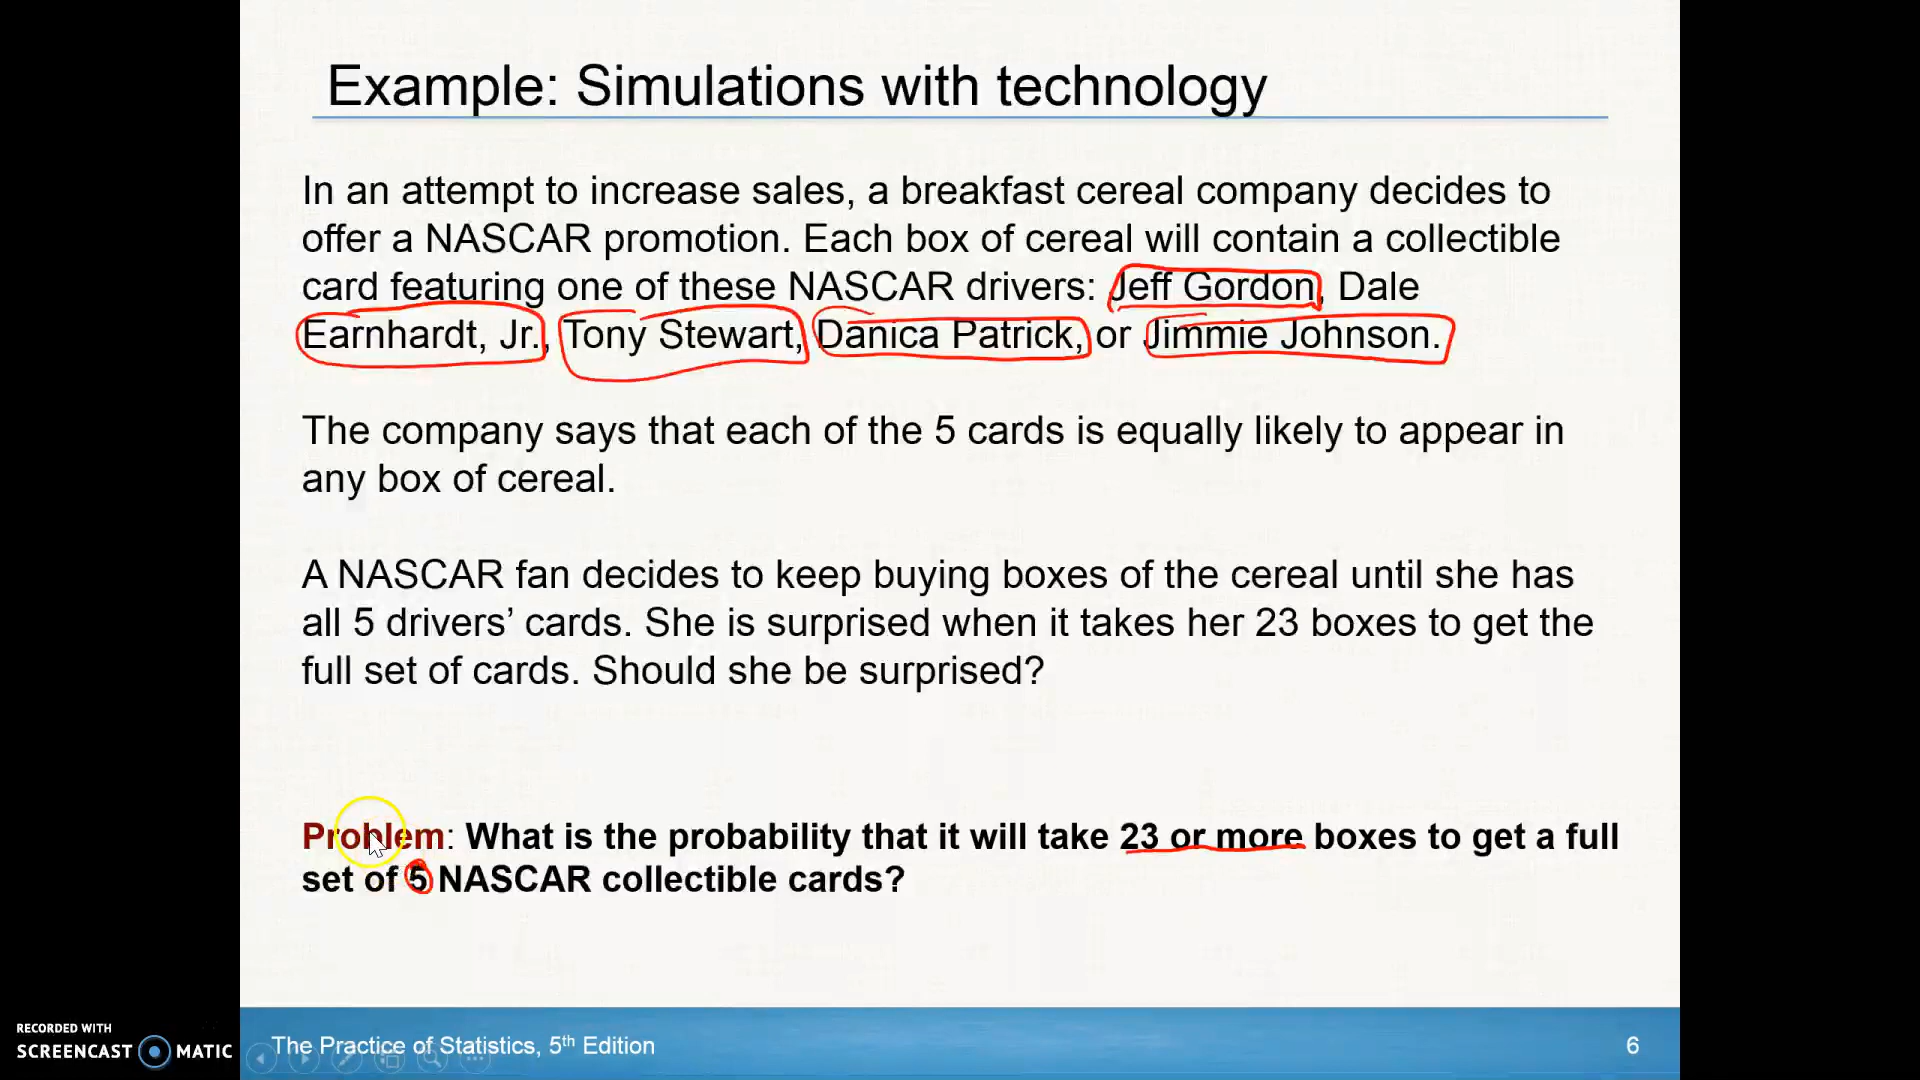 Example: Simulations with technology
In an attempt to increase sales, a breakfast cereal company decides to
offer a NASCAR promotion. Each box of cereal will contain a collectible
card featuring one of these NASCAR drivers: Jeff Gordon, Dale
Earnhardt, Jr., Tony Stewart, Danica Patrick, or Jimmie Johnson.
The company says that each of the 5 cards is equally likely to appear in
any box of cereal.
A NASCAR fan decides to keep buying boxes of the cereal until she has
all 5 drivers’ cards. She is surprised when it takes her 23 boxes to get the
full set of cards. Should she be surprised?
Problem: What is the probability that it will take 23 or more boxes to get a full
set of 5 NASCAR collectible cards?
RECORDED WITH
SCREENCAST MATIC
The Practice of Statistics, 5th Edition
6